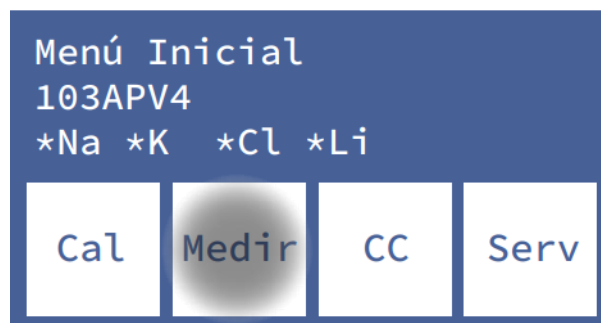 Menú Inicial
103APV4
*Na *K *Cl *Li
Cal Medir CC Serv